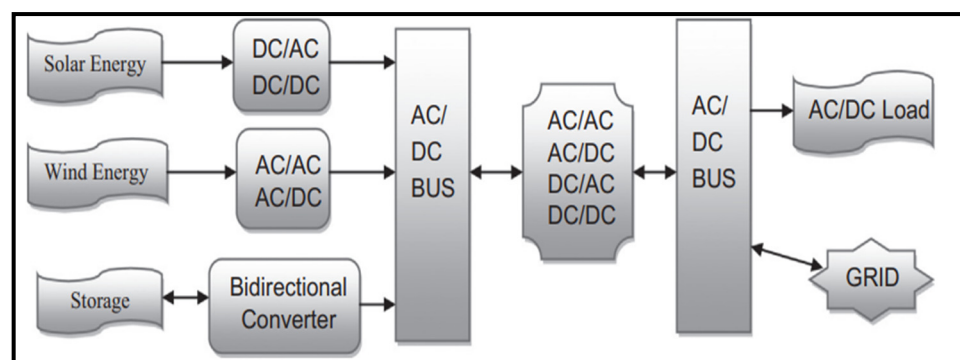 Solar Energy
DC/AC
DC/DC
Wind Energy
AC/AC
AC/DC
Storage
Bidirectional
Converter
AC/
DC
BUS
AC/AC
AC/DC
DC/AC
DC/DC
AC/
DC
BUS
AC/DC Load
GRID